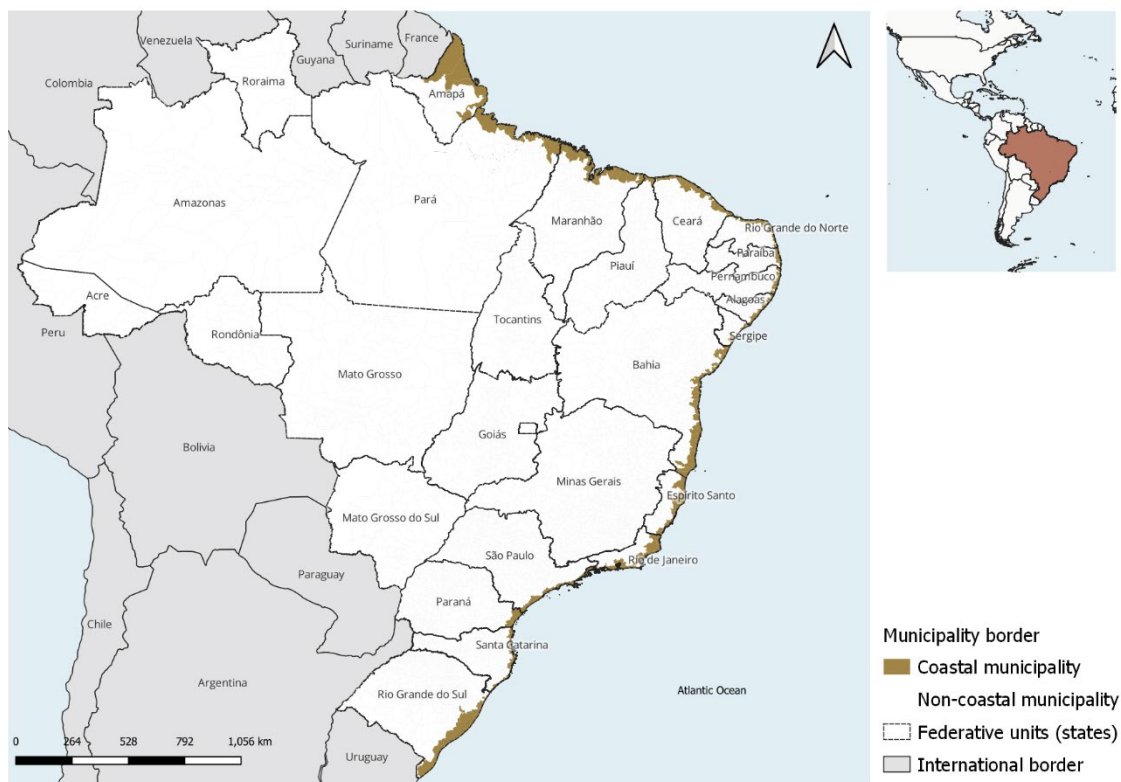 Venezuela
Suriname
France
Guyana
Colombia
Roraima
Amapá
Amazonas
Pará
Maranhão
Ceará
Rio Grande do Norte
Paraíba
Piauí
Pernambuco
Acre
Alagoas
Tocantins
Peru
Rondônia
Sergipe
Bahia
Mato Grosso
Goiás
Bolivia
Minas Gerais
Espírito Santo
Mato Grosso do Sul
São Paulo
Rio de Janeiro
Paraguay
Paraná
Chile
Santa Catarina
Argentina
Rio Grande do Sul
Atlantic Ocean
0 264 528 792 1,056 km
Uruguay
Municipality border
Coastal municipality
Non-coastal municipality
Federative units (states)
International border